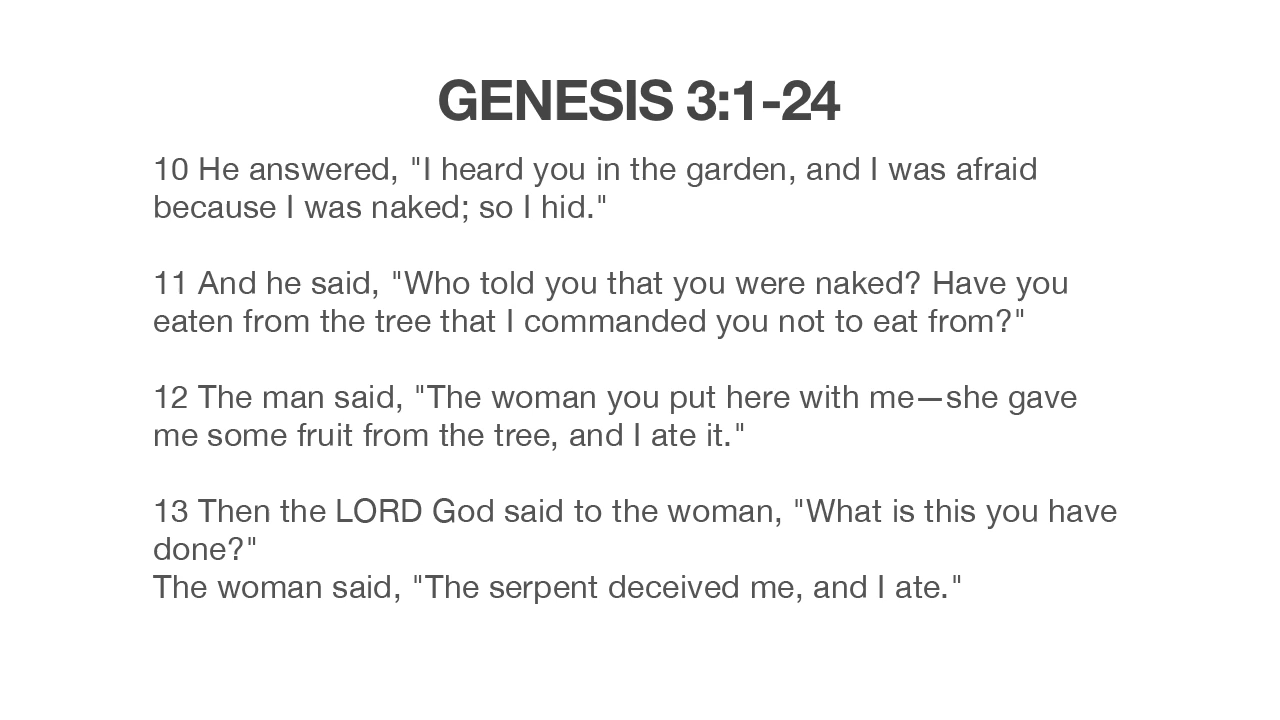 GENESIS 3:1-24
10 He answered, "I heard you in the garden, and I was afraid
because I was naked; so I hid."
11 And he said, "Who told you that you were naked? Have you
eaten from the tree that I commanded you not to eat from?"
12 The man said, "The woman you put here with me—she gave
me some fruit from the tree, and I ate it."
13 Then the LORD God said to the woman, "What is this you have
done?"
The woman said, "The serpent deceived me, and I ate."